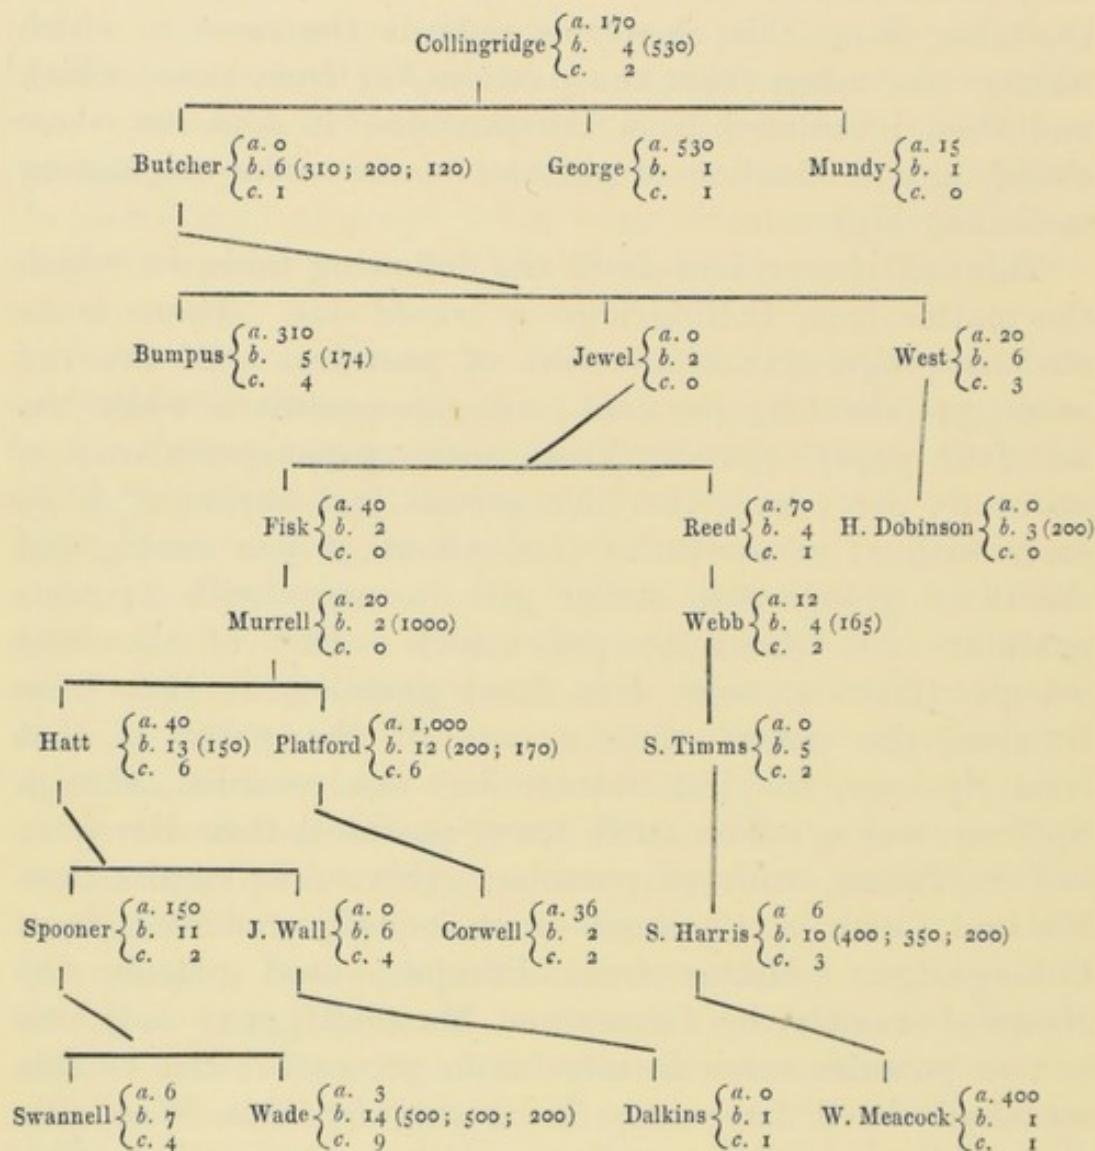 a. 170
Collingridge b. 4 (530)
c. 2
a. 0 a. 530 a. 15
Butcher b. 6 (310; 200; 120) George b. 1 Mundy b. 1
c. 1 c. 1 c. 0
a. 310 a. 0 a. 20
Bumpus b. 5 (174) Jewel b. 2 West b. 6
c. 4 c. 0 c. 3
a. 40 a. 70 a. 0
Fisk b. 2 Reed b. 4 H. Dobinson b. 3 (200)
c. 0 c. 1 c. 0
a. 20 a. 12
Murrell b. 2 (1000) Webb b. 4 (165)
c. 0 c. 2
a. 40 a. 1,000 a. 0
Hatt b. 13 (150) Platford b. 12 (200; 170) S. Timms b. 5
c. 6 c. 6 c. 2
a. 150 a. 0 a. 36 a 6
Spooner b. 11 J. Wall b. 6 Corwell b. 2 S. Harris b. 10 (400; 350; 200)
c. 2 c. 4 c. 2 c. 3
a. 6 a. 3 a. 0 a. 400
Swannell b. 7 Wade b. 14 (500; 500; 200) Dalkins b. 1 W. Meacock b. 1
c. 4 c. 9 c. 1 c. 1